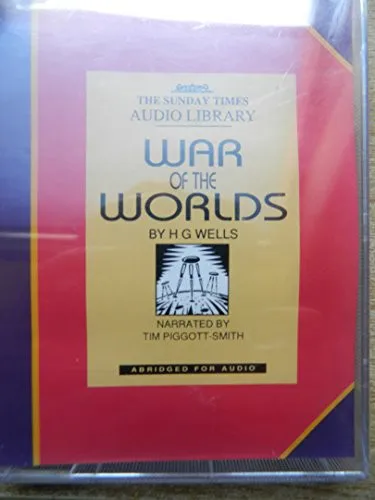 THE SUNDAY TIMES
AUDIO LIBRARY
WAR
OF THE
WORLDS
BY H G WELLS
NARRATED BY
TIM PIGGOTT-SMITH
ABRIDGED FOR AUDIO